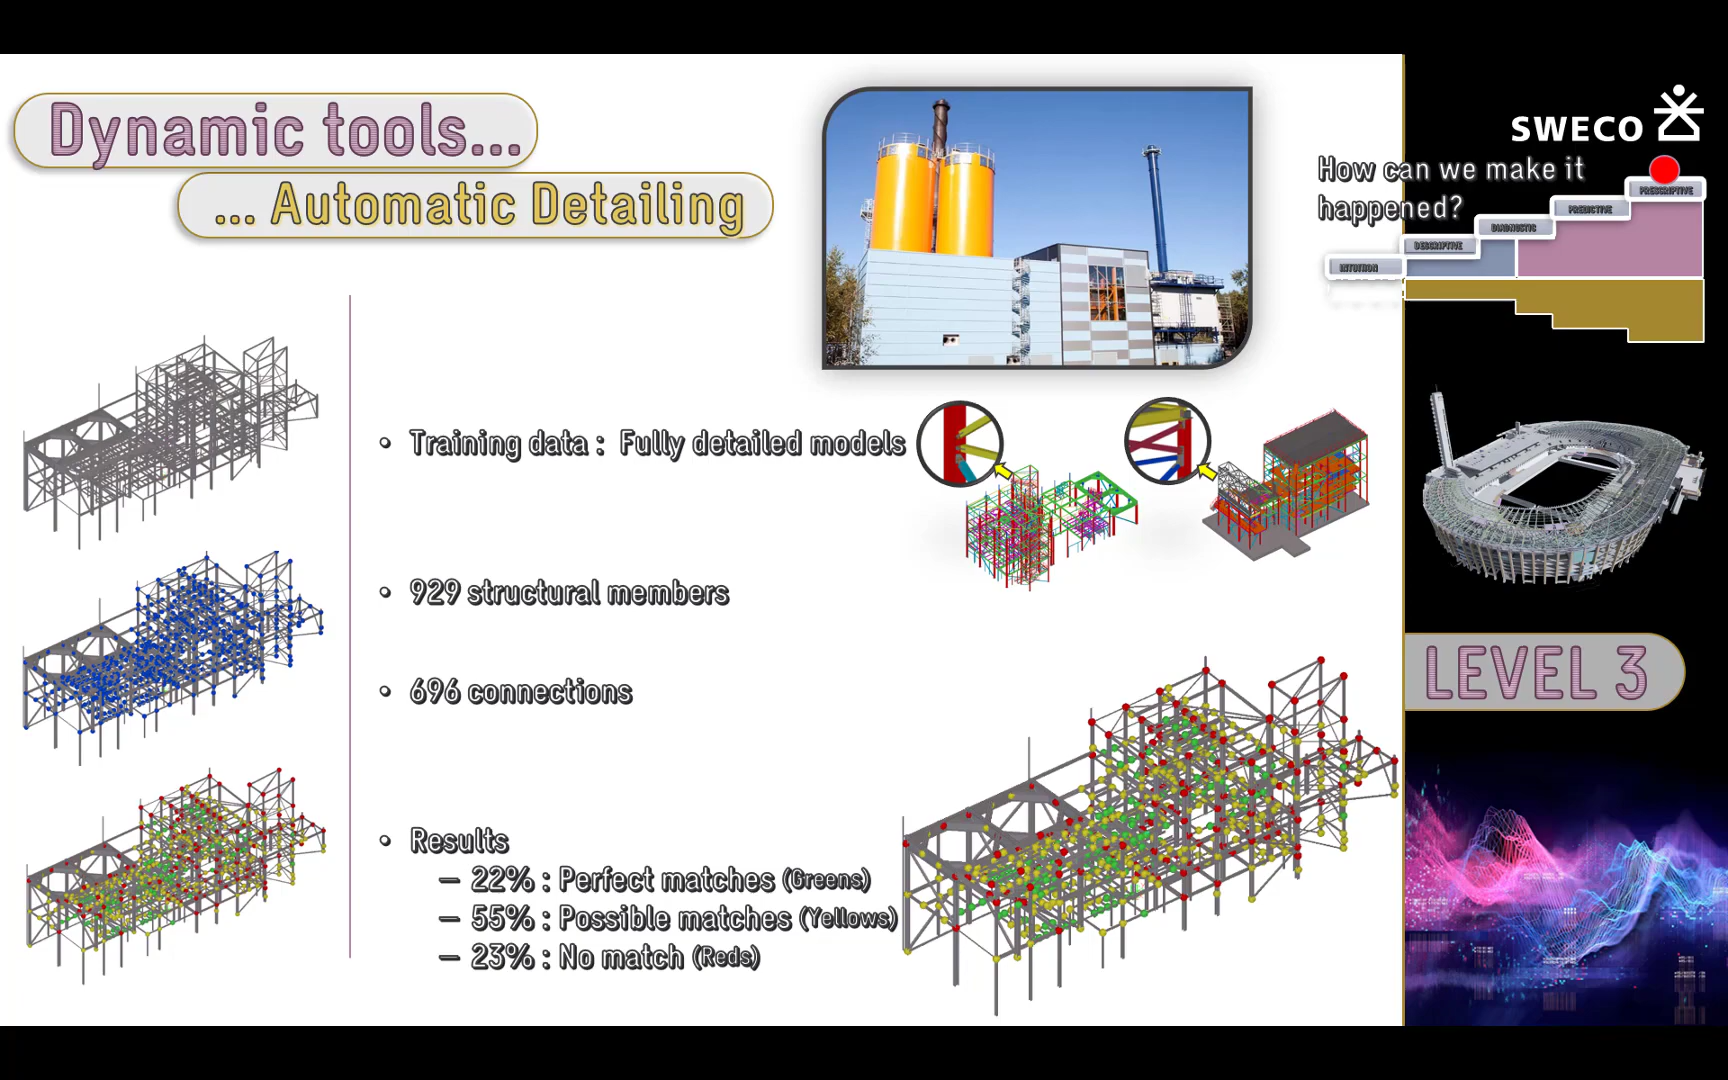 Dynamic tools...
... Automatic Detailing
SWECO
How can we make it
happened?
PRESCRIPTIVE
PREDICTIVE
DIAGNOSTIC
DESCRIPTIVE
• Training data : Fully detailed models
• 929 structural members
• 696 connections
LEVEL 3
• Results
– 22% : Perfect matches (Greens)
– 55% : Possible matches (Yellows)
– 23% : No match (Reds)